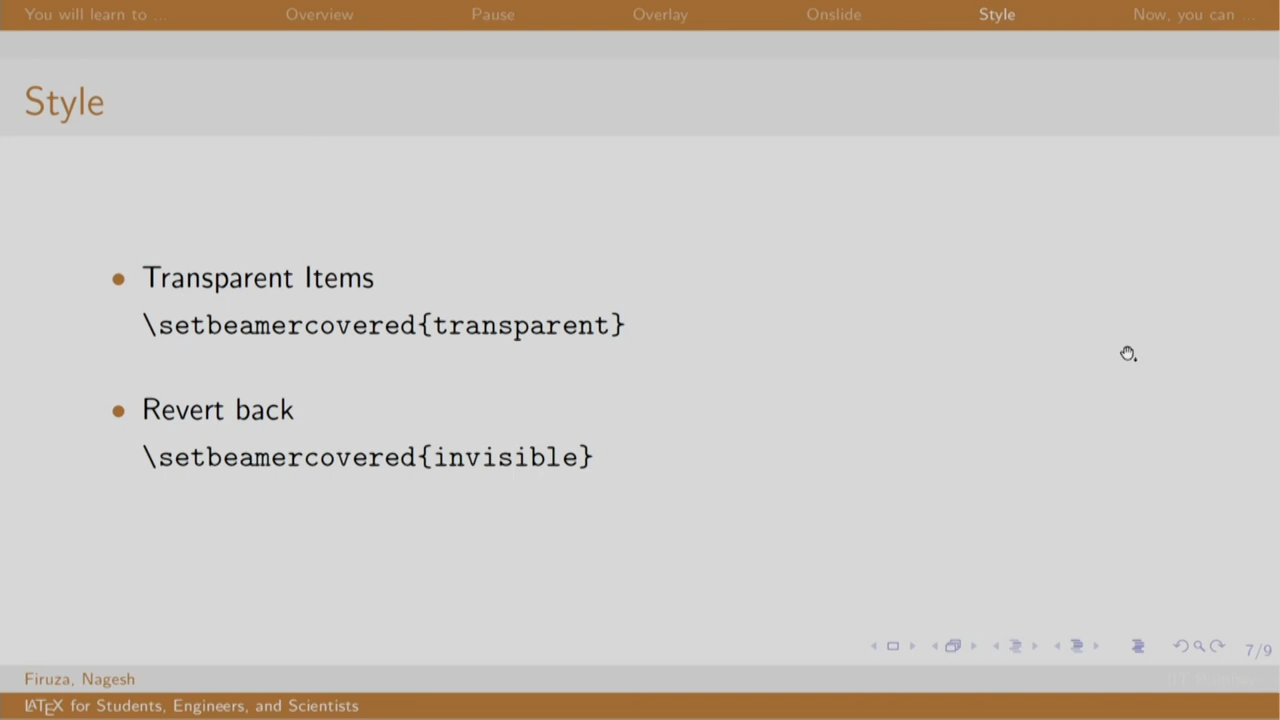 You will learn to ... Overview Pause Overlay Onslide Style Now, you can ...
Style
• Transparent Items
\setbeamercovered{transparent}
• Revert back
\setbeamercovered{invisible}
7/9
Firuza, Nagesh
LATEX for Students, Engineers, and Scientists